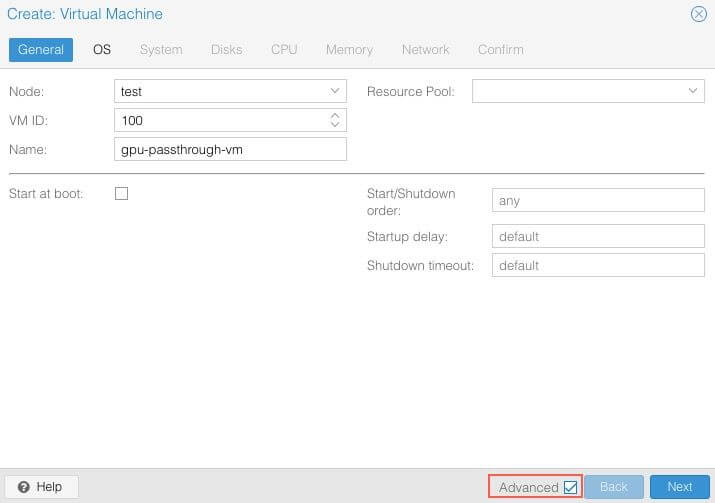 Create: Virtual Machine
General OS System Disks CPU Memory Network Confirm
Node: test Resource Pool:
VM ID: 100
Name: gpu-passthrough-vm
Start at boot: Start/Shutdown
order: any
Startup delay: default
Shutdown timeout: default
Help Advanced Back Next